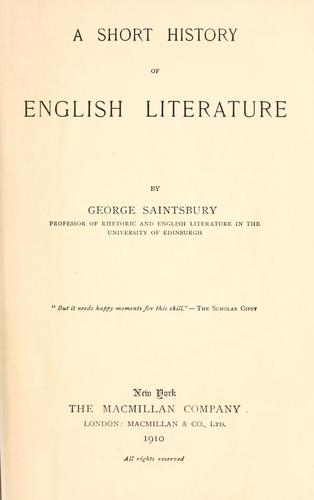 A SHORT HISTORY
OF
ENGLISH LITERATURE
BY
GEORGE SAINTSBURY
PROFESSOR OF RHETORIC AND ENGLISH LITERATURE IN THE
UNIVERSITY OF EDINBURGH
"But it needs happy moments for this skill."—THE SCHOLAR GIPSY
New York
THE MACMILLAN COMPANY
LONDON: MACMILLAN & CO., LTD.
1910
All rights reserved